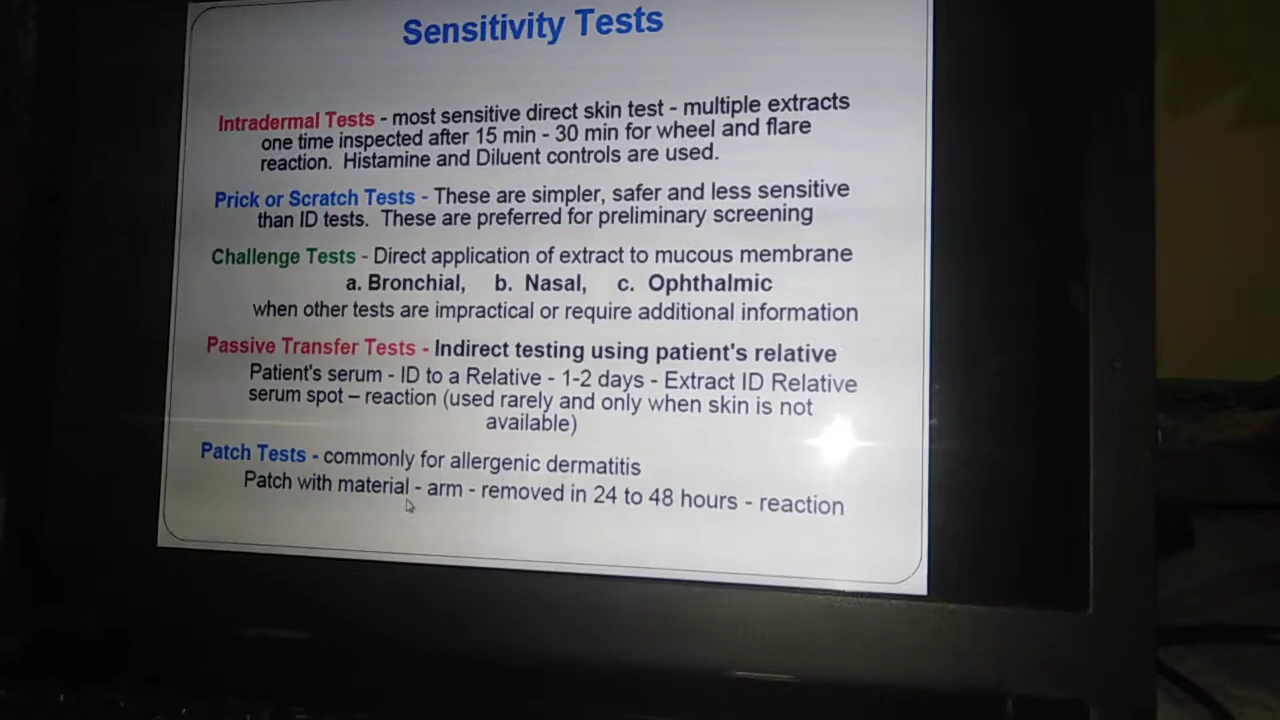 Sensitivity Tests
Intradermal Tests - most sensitive direct skin test - multiple extracts
one time inspected after 15 min - 30 min for wheel and flare
reaction. Histamine and Diluent controls are used.
Prick or Scratch Tests - These are simpler, safer and less sensitive
than ID tests. These are preferred for preliminary screening
Challenge Tests - Direct application of extract to mucous membrane
a. Bronchial, b. Nasal, c. Ophthalmic
when other tests are impractical or require additional information
Passive Transfer Tests - Indirect testing using patient's relative
Patient's serum - ID to a Relative - 1-2 days - Extract ID Relative
serum spot – reaction (used rarely and only when skin is not
available)
Patch Tests - commonly for allergenic dermatitis
Patch with material - arm - removed in 24 to 48 hours - reaction